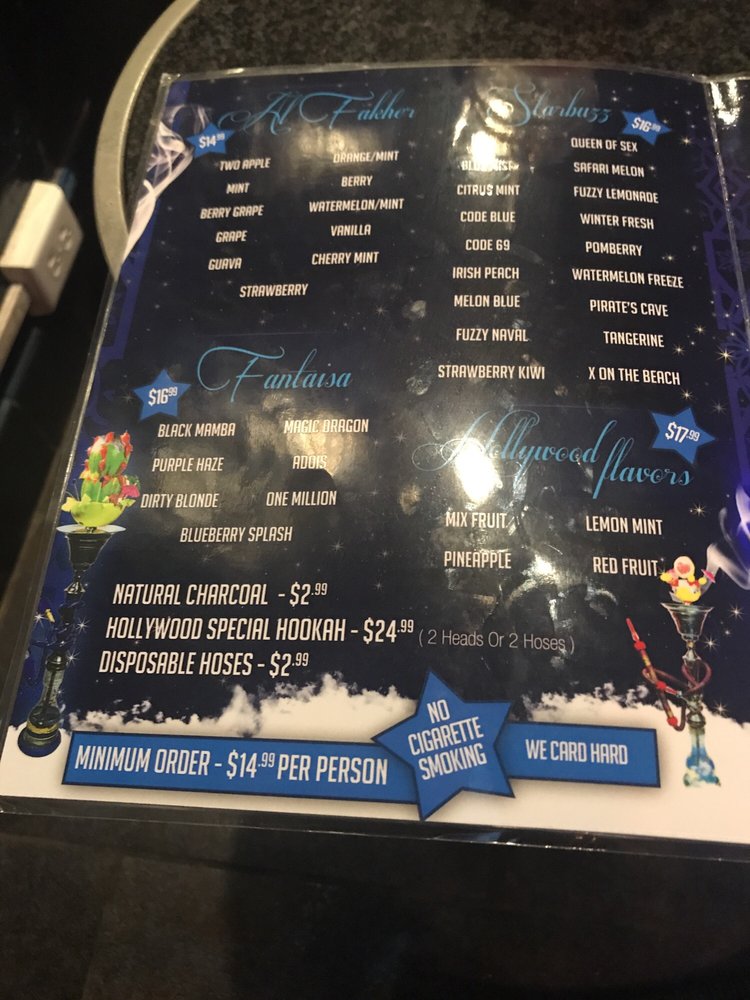 Al Fakher
$14.99
TWO APPLE
ORANGE/MINT
MINT
BERRY
BERRY GRAPE
WATERMELON/MINT
GRAPE
VANILLA
GUAVA
CHERRY MINT
STRAWBERRY
Starbuzz
$16.99
QUEEN OF SEX
SAFARI MELON
CITRUS MINT
FUZZY LEMONADE
CODE BLUE
WINTER FRESH
CODE 69
POMBERRY
IRISH PEACH
WATERMELON FREEZE
MELON BLUE
PIRATE'S CAVE
FUZZY NAVAL
TANGERINE
STRAWBERRY KIWI
X ON THE BEACH
Fantaisa
$16.99
BLACK MAMBA
MAGIC DRAGON
PURPLE HAZE
ADOIS
DIRTY BLONDE
ONE MILLION
BLUEBERRY SPLASH
Hollywood flavors
$17.99
MIX FRUIT
LEMON MINT
PINEAPPLE
RED FRUIT
NATURAL CHARCOAL - $2.99
HOLLYWOOD SPECIAL HOOKAH - $24.99 ( 2 Heads Or 2 Hoses )
DISPOSABLE HOSES - $2.99
MINIMUM ORDER - $14.99 PER PERSON
NO
CIGARETTE
SMOKING
WE CARD HARD